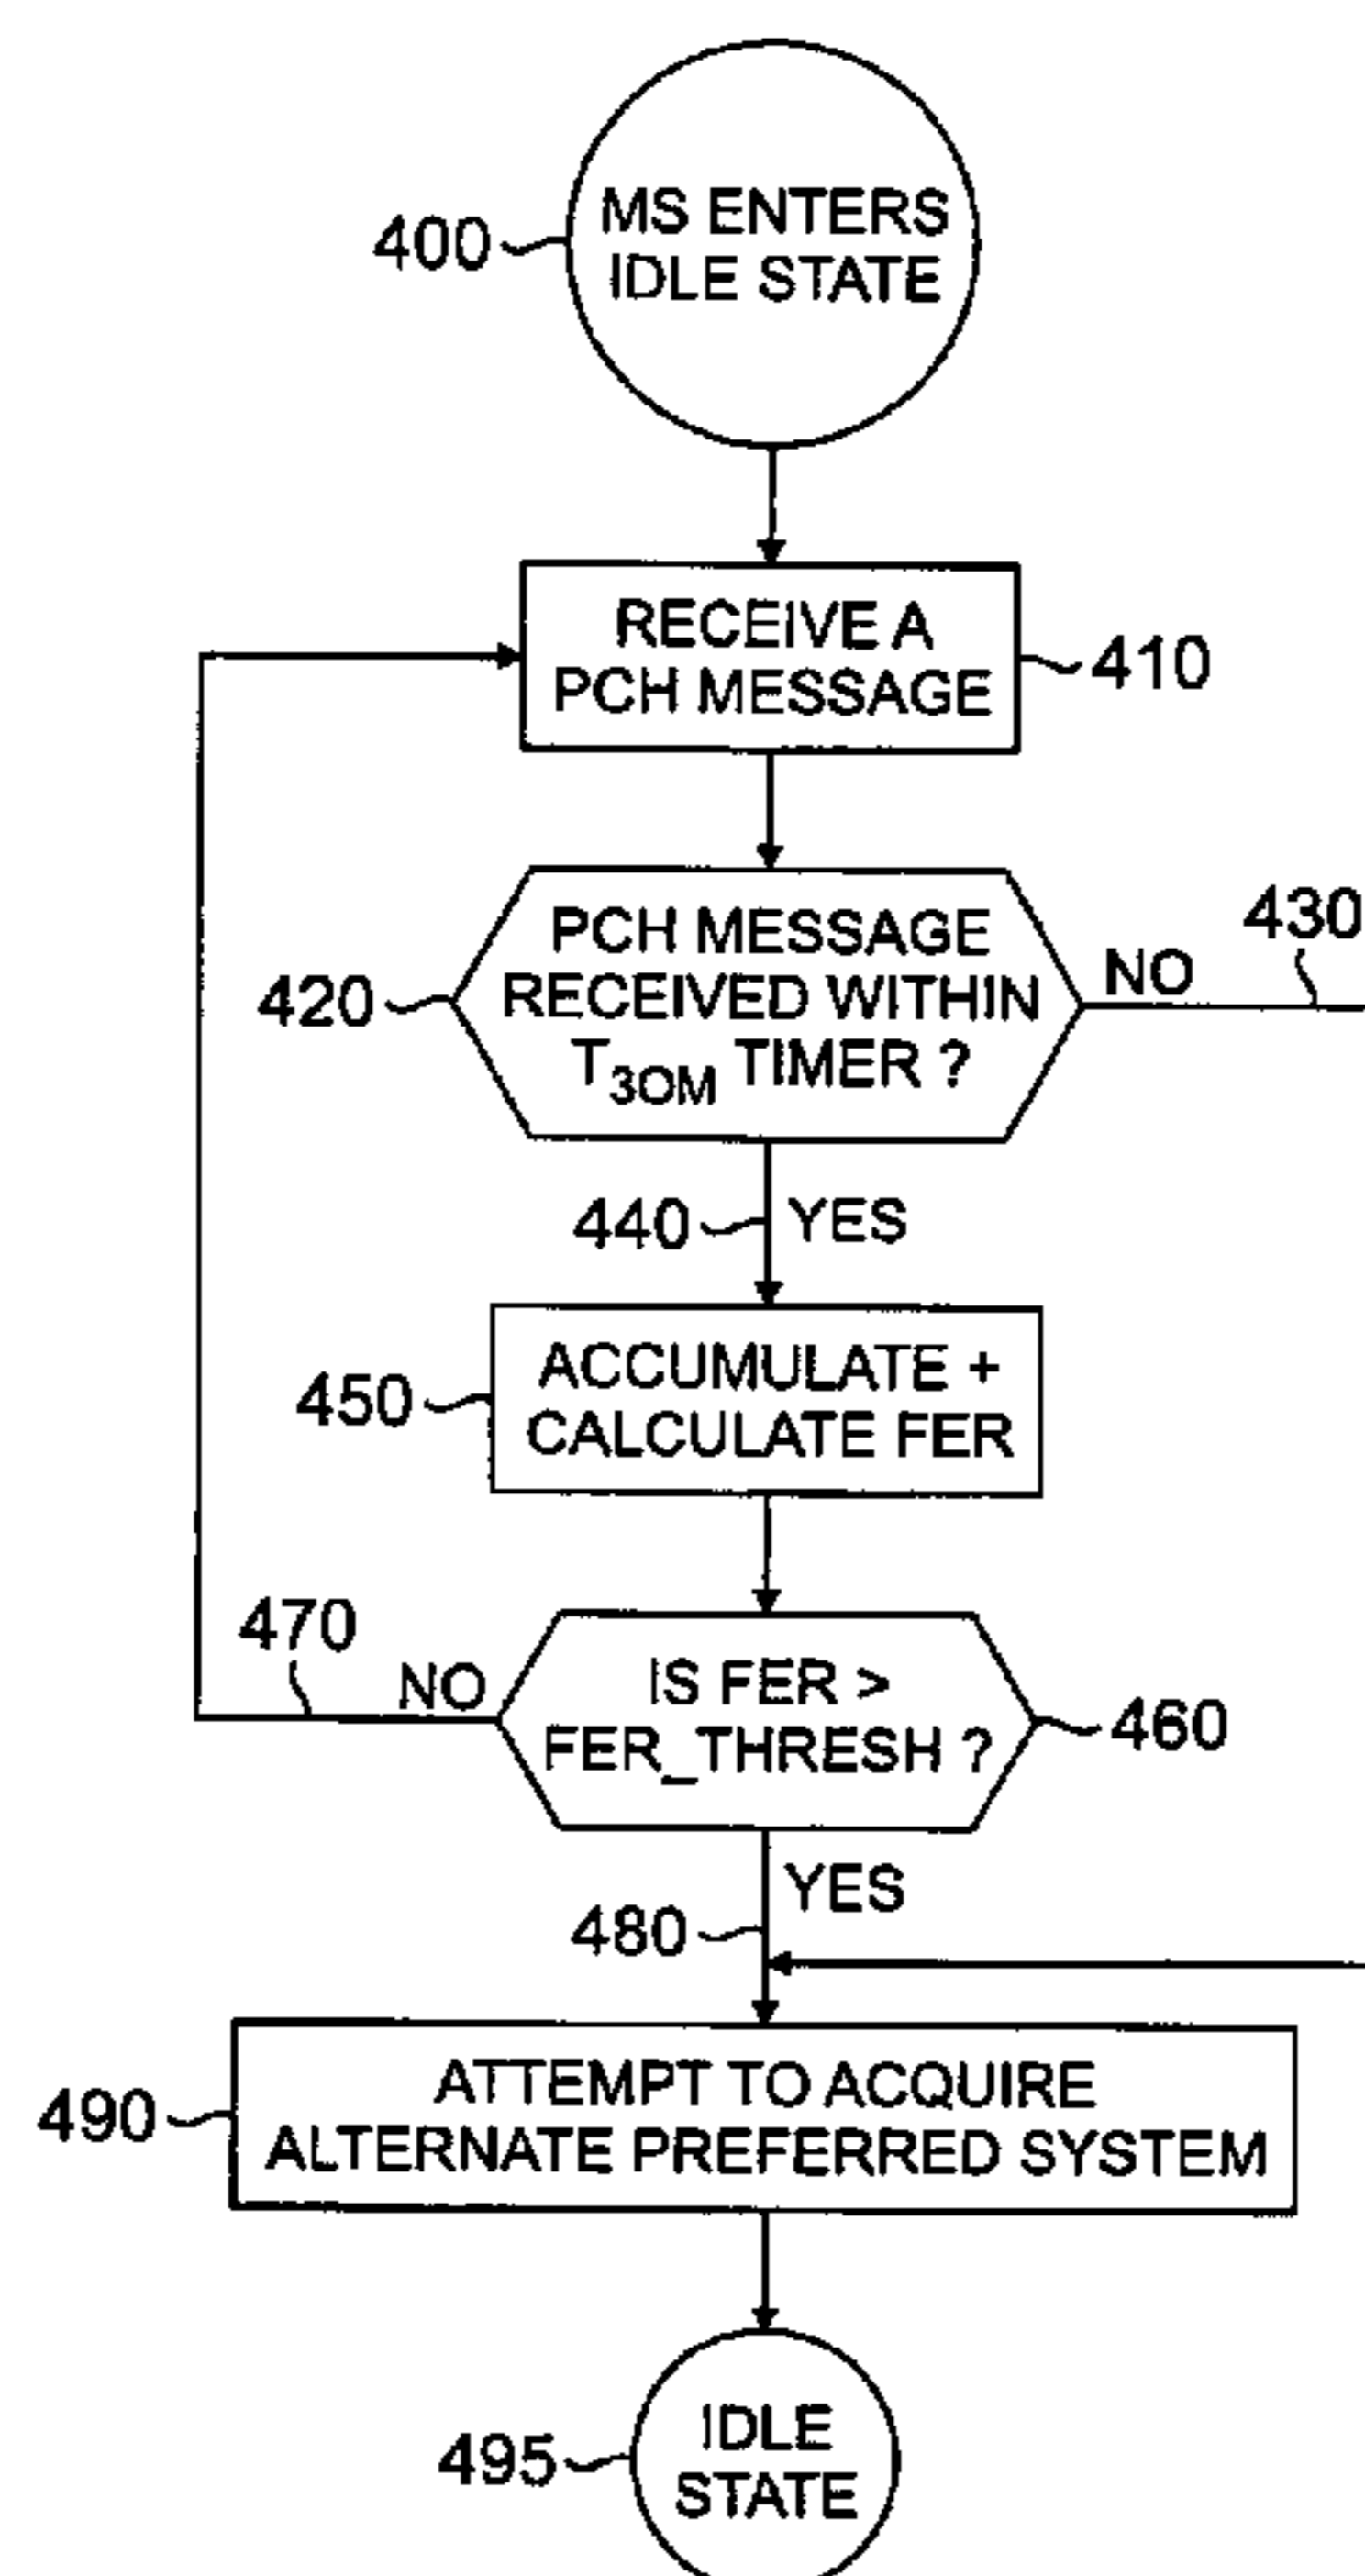 400
MS ENTERS
IDLE STATE
RECEIVE A
PCH MESSAGE
410
420
PCH MESSAGE
RECEIVED WITHIN
T3OM TIMER ?
NO
430
440
YES
450
ACCUMULATE +
CALCULATE FER
470
NO
IS FER >
FER_THRESH ?
460
480
YES
490
ATTEMPT TO ACQUIRE
ALTERNATE PREFERRED SYSTEM
495
IDLE
STATE